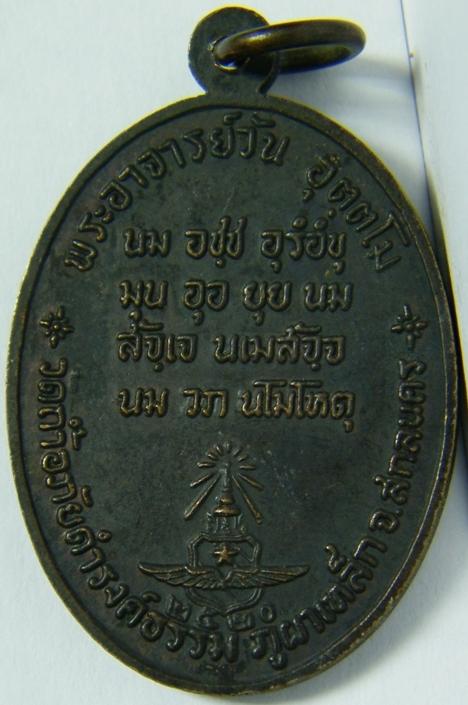 พระอาจารย์วัน อุตฺตโม
นม อชฺช อุรํอํขุ
มุน อุอ ขุย นม
สจฺเจ นเมสจฺจ
นม วภ นโมโหตุ
วัดถ้ำอภัยดำรงค์ธรรม ภูผาเหล็ก จ.สกลนคร
๒๕๒๐